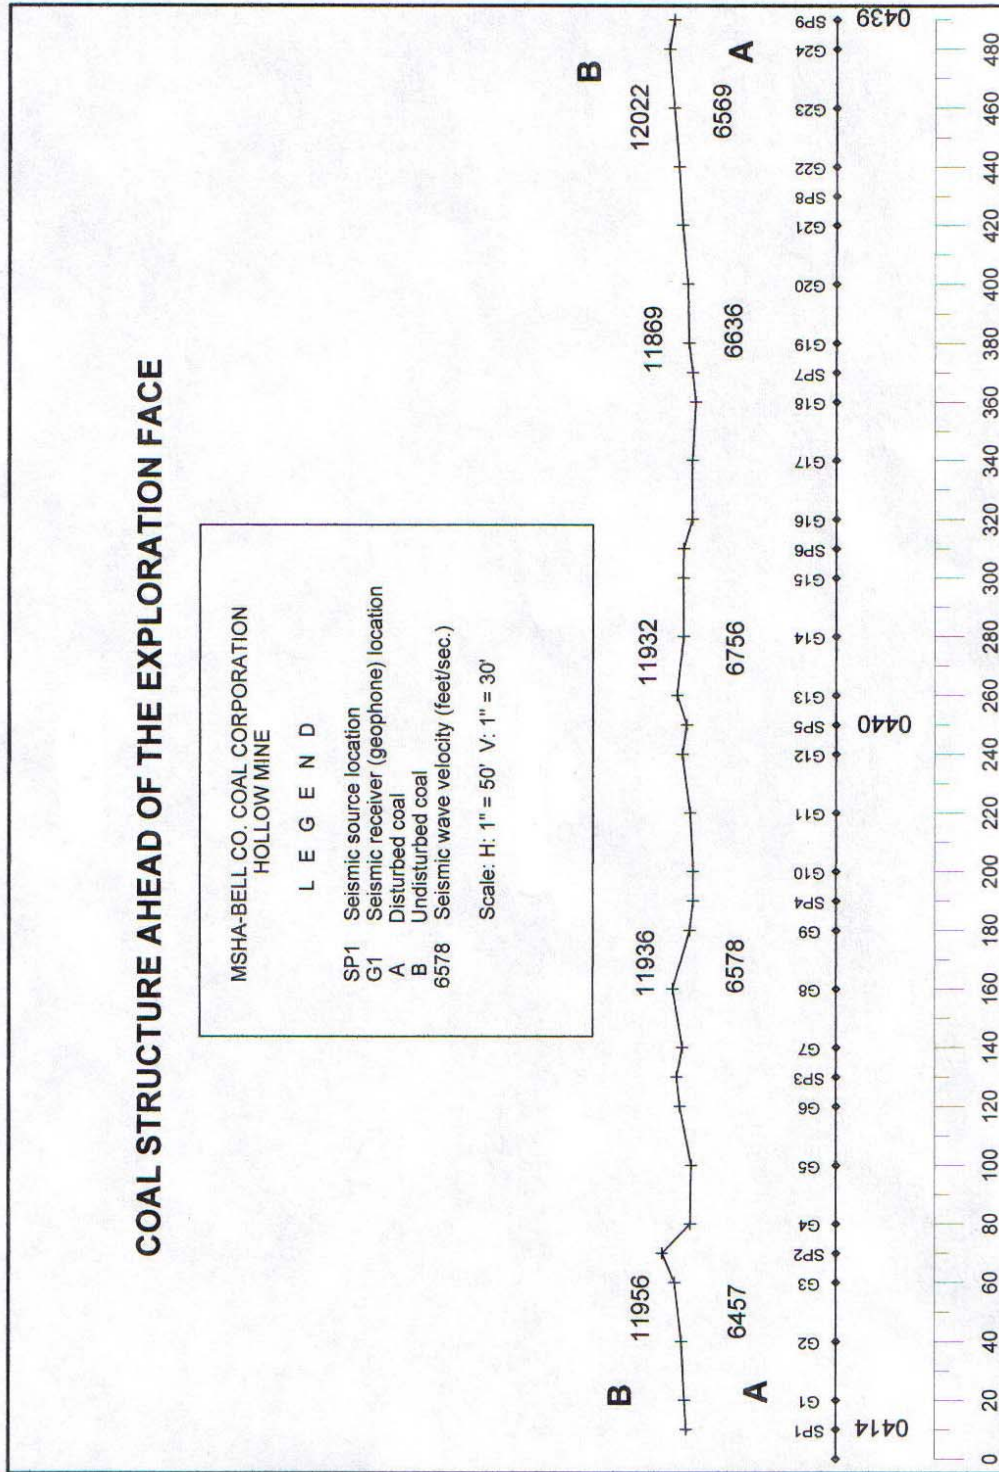 COAL STRUCTURE AHEAD OF THE EXPLORATION FACE
MSHA-BELL CO. COAL CORPORATION
HOLLOW MINE
L E G E N D
SP1 Seismic source location
G1 Seismic receiver (geophone) location
A Disturbed coal
B Undisturbed coal
6578 Seismic wave velocity (feet/sec.)
Scale: H: 1" = 50' V: 1" = 30'
B 11956 11936 11932 11869 12022 B
A 6457 6578 6756 6636 6569 A
SP1 G1 G2 G3 SP2 G4 G5 G6 SP3 G7 G8 G9 SP4 G10 G11 G12 SP5 G13 G14 G15 SP6 G16 G17 G18 SP7 G19 G20 G21 SP8 G22 G23 G24 SP9
0414 0440 0439
0 20 40 60 80 100 120 140 160 180 200 220 240 260 280 300 320 340 360 380 400 420 440 460 480